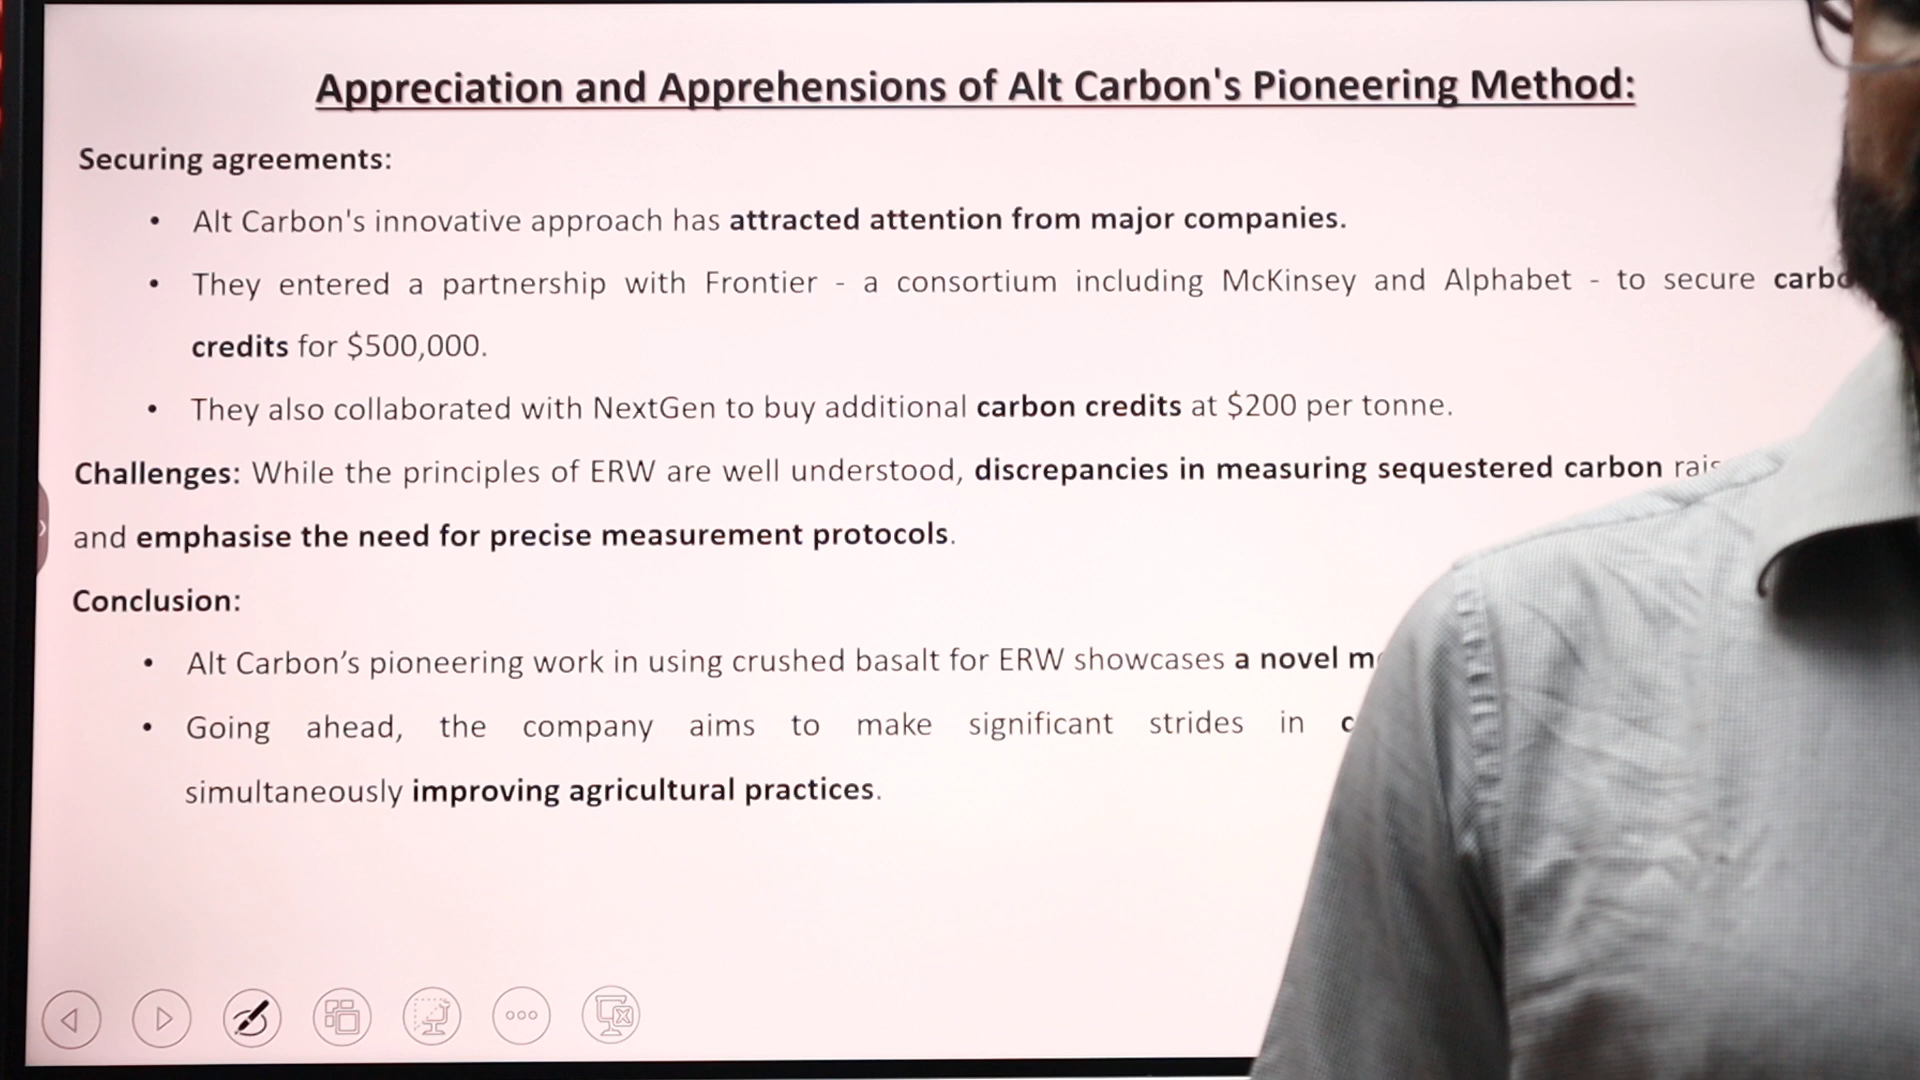 Appreciation and Apprehensions of Alt Carbon's Pioneering Method:
Securing agreements:
• Alt Carbon's innovative approach has attracted attention from major companies.
• They entered a partnership with Frontier - a consortium including McKinsey and Alphabet - to secure
credits for $500,000.
• They also collaborated with NextGen to buy additional carbon credits at $200 per tonne.
Challenges: While the principles of ERW are well understood, discrepancies in measuring sequestered carbon
and emphasise the need for precise measurement protocols.
Conclusion:
• Alt Carbon’s pioneering work in using crushed basalt for ERW showcases a novel
• Going ahead, the company aims to make significant strides in
simultaneously improving agricultural practices.